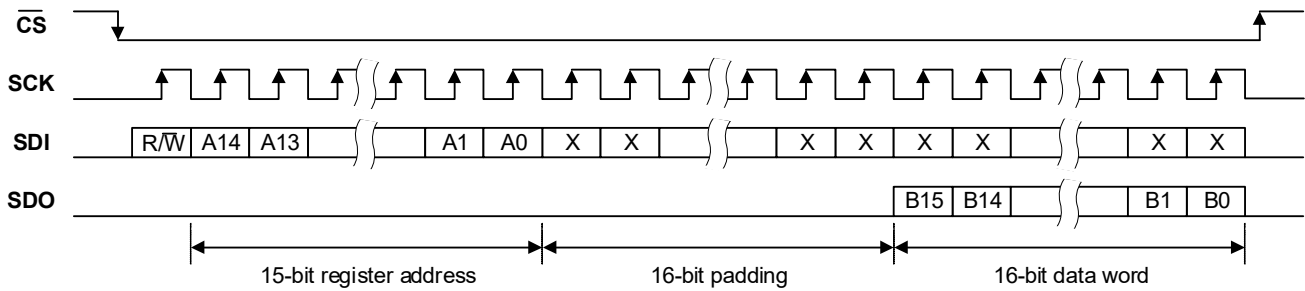 CS
SCK
SDI R/W A14 A13 A1 A0 X X X X X X X X
SDO B15 B14 B1 B0
15-bit register address 16-bit padding 16-bit data word